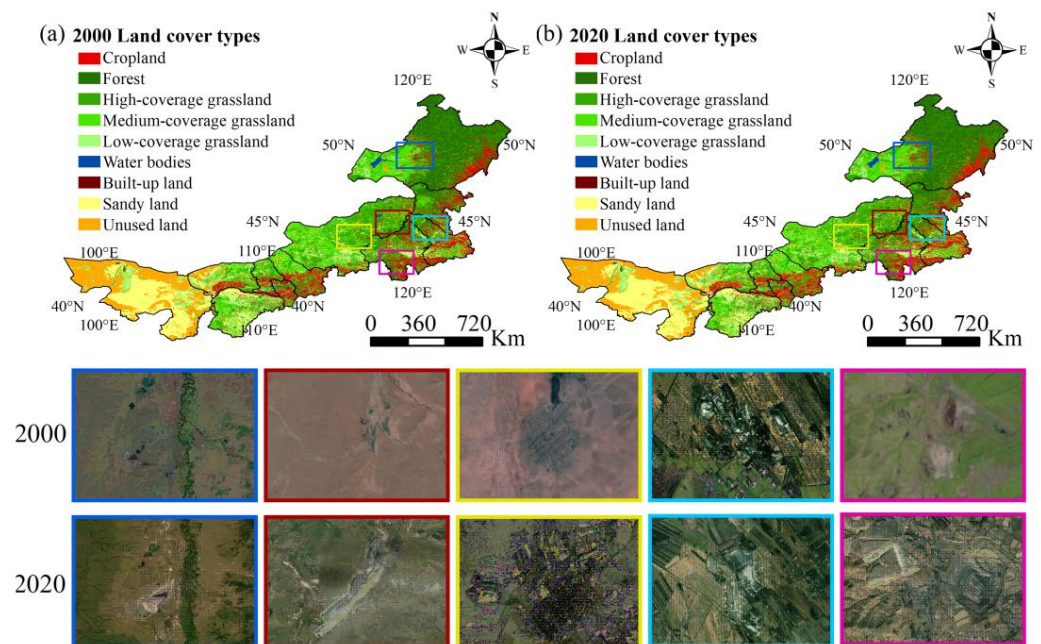 (a) 2000 Land cover types
Cropland
Forest
High-coverage grassland
Medium-coverage grassland
Low-coverage grassland
Water bodies
Built-up land
Sandy land
Unused land
N
W E
S
120°E
50°N
50°N
45°N
45°N
110°E
100°E
40°N
100°E
40°N
110°E
120°E
0 360 720
Km
(b) 2020 Land cover types
Cropland
Forest
High-coverage grassland
Medium-coverage grassland
Low-coverage grassland
Water bodies
Built-up land
Sandy land
Unused land
N
W E
S
120°E
50°N
50°N
45°N
45°N
110°E
100°E
40°N
100°E
40°N
110°E
120°E
0 360 720
Km
2000
2020